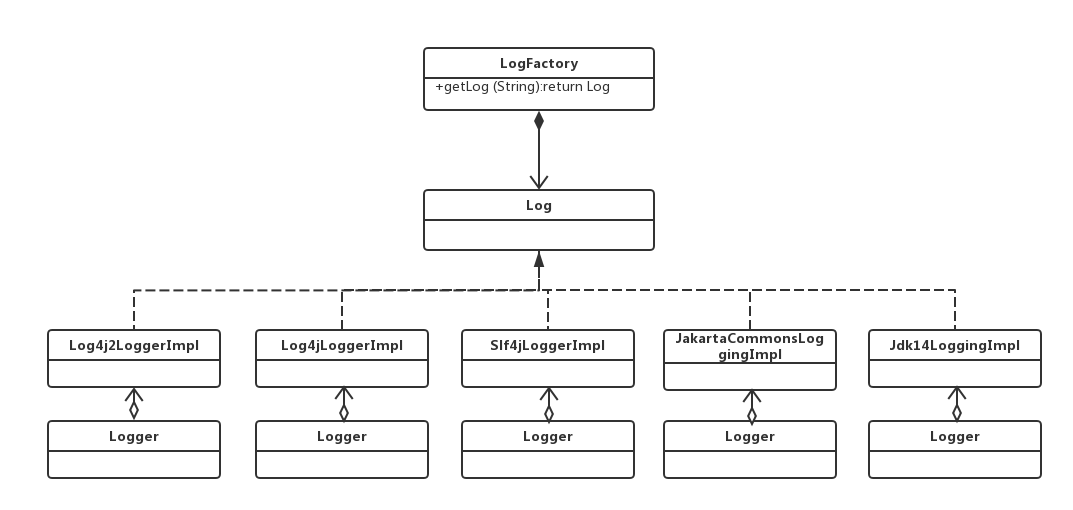 LogFactory
+getLog (String):return Log
Log
Log4j2LoggerImpl
Log4jLoggerImpl
Slf4jLoggerImpl
JakartaCommonsLog
gingImpl
Jdk14LoggingImpl
Logger
Logger
Logger
Logger
Logger